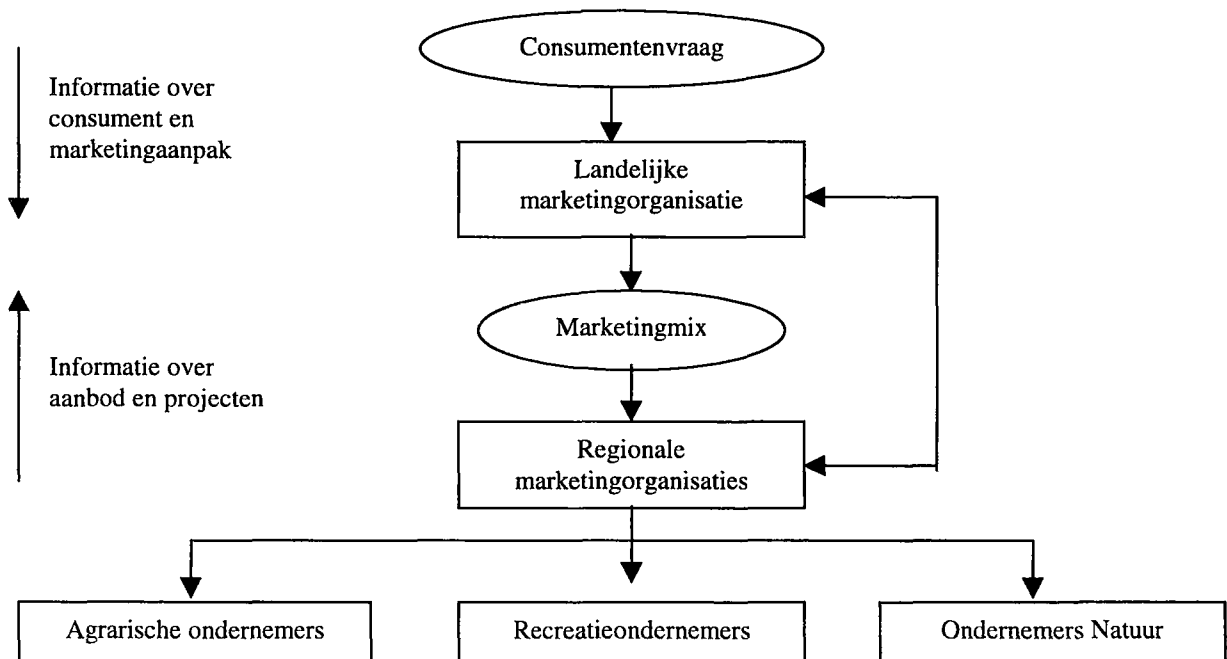 Consumentenvraag
Informatie over
consument en
marketingaanpak
Landelijke
marketingorganisatie
Marketingmix
Informatie over
aanbod en projecten
Regionale
marketingorganisaties
Agrarische ondernemers
Recreatieondernemers
Ondernemers Natuur